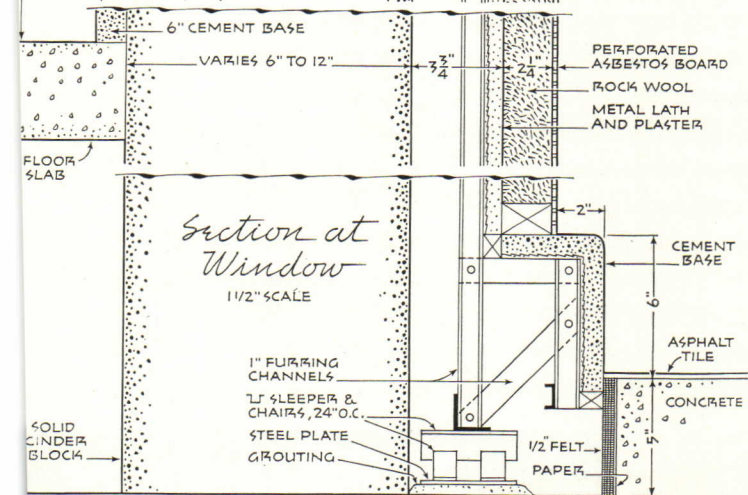 6" CEMENT BASE
VARIES 6" TO 12"
3 3/4"
2 1/4"
PERFORATED
ASBESTOS BOARD
ROCK WOOL
METAL LATH
AND PLASTER
FLOOR
SLAB
2"
Section at
Window
1 1/2" SCALE
CEMENT
BASE
6"
ASPHALT
TILE
1" FURRING
CHANNELS
SLEEPER &
CHAIRS, 24" O.C.
CONCRETE
SOLID
CINDER
BLOCK
STEEL PLATE
GROUTING
1/2" FELT
PAPER
5"